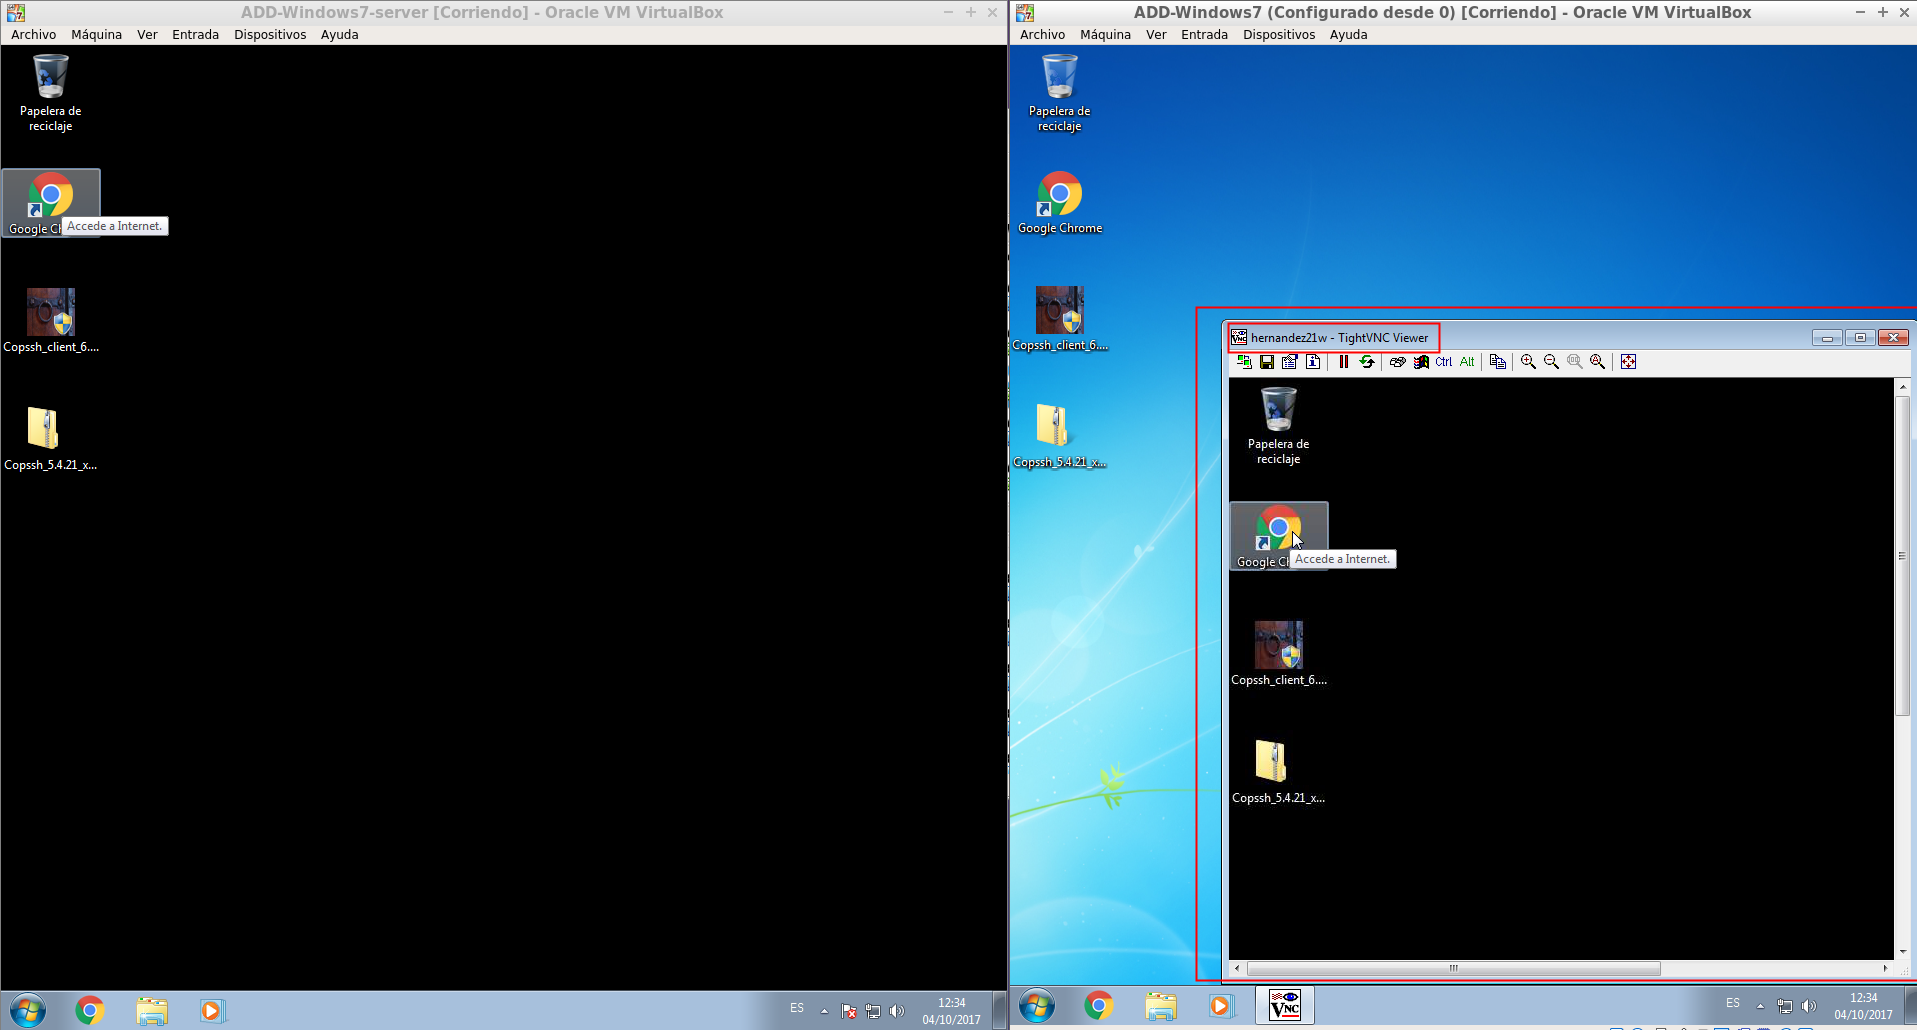 ADD-Windows7-server [Corriendo] - Oracle VM VirtualBox
Archivo Máquina Ver Entrada Dispositivos Ayuda
Papelera de
reciclaje
Google Ch
Accede a Internet.
Copssh_client_6....
Copssh_5.4.21_x...
ES
12:34
04/10/2017
ADD-Windows7 (Configurado desde 0) [Corriendo] - Oracle VM VirtualBox
Archivo Máquina Ver Entrada Dispositivos Ayuda
Papelera de
reciclaje
Google Chrome
Copssh_client_6....
Copssh_5.4.21_x...
hernandez21w - TightVNC Viewer
Ctrl Alt
Papelera de
reciclaje
Google Ch
Accede a Internet.
Copssh_client_6....
Copssh_5.4.21_x...
VNC
ES
12:34
04/10/2017